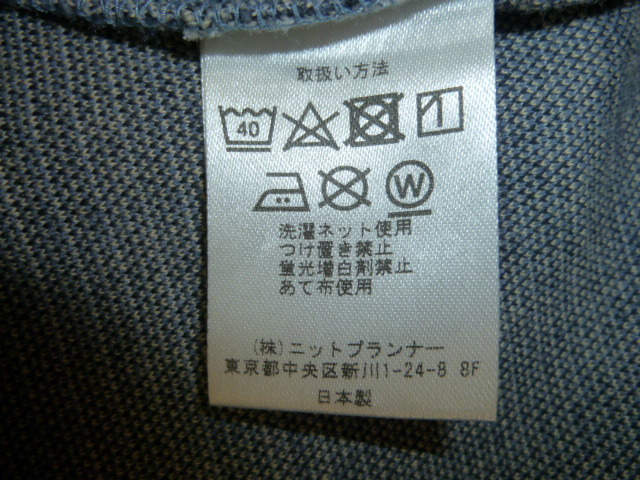 取扱い方法
40
W
洗濯ネット使用
つけ置き禁止
蛍光増白剤禁止
あて布使用
(株)ニットプランナー
東京都中央区新川1-24-8 8F
日本製